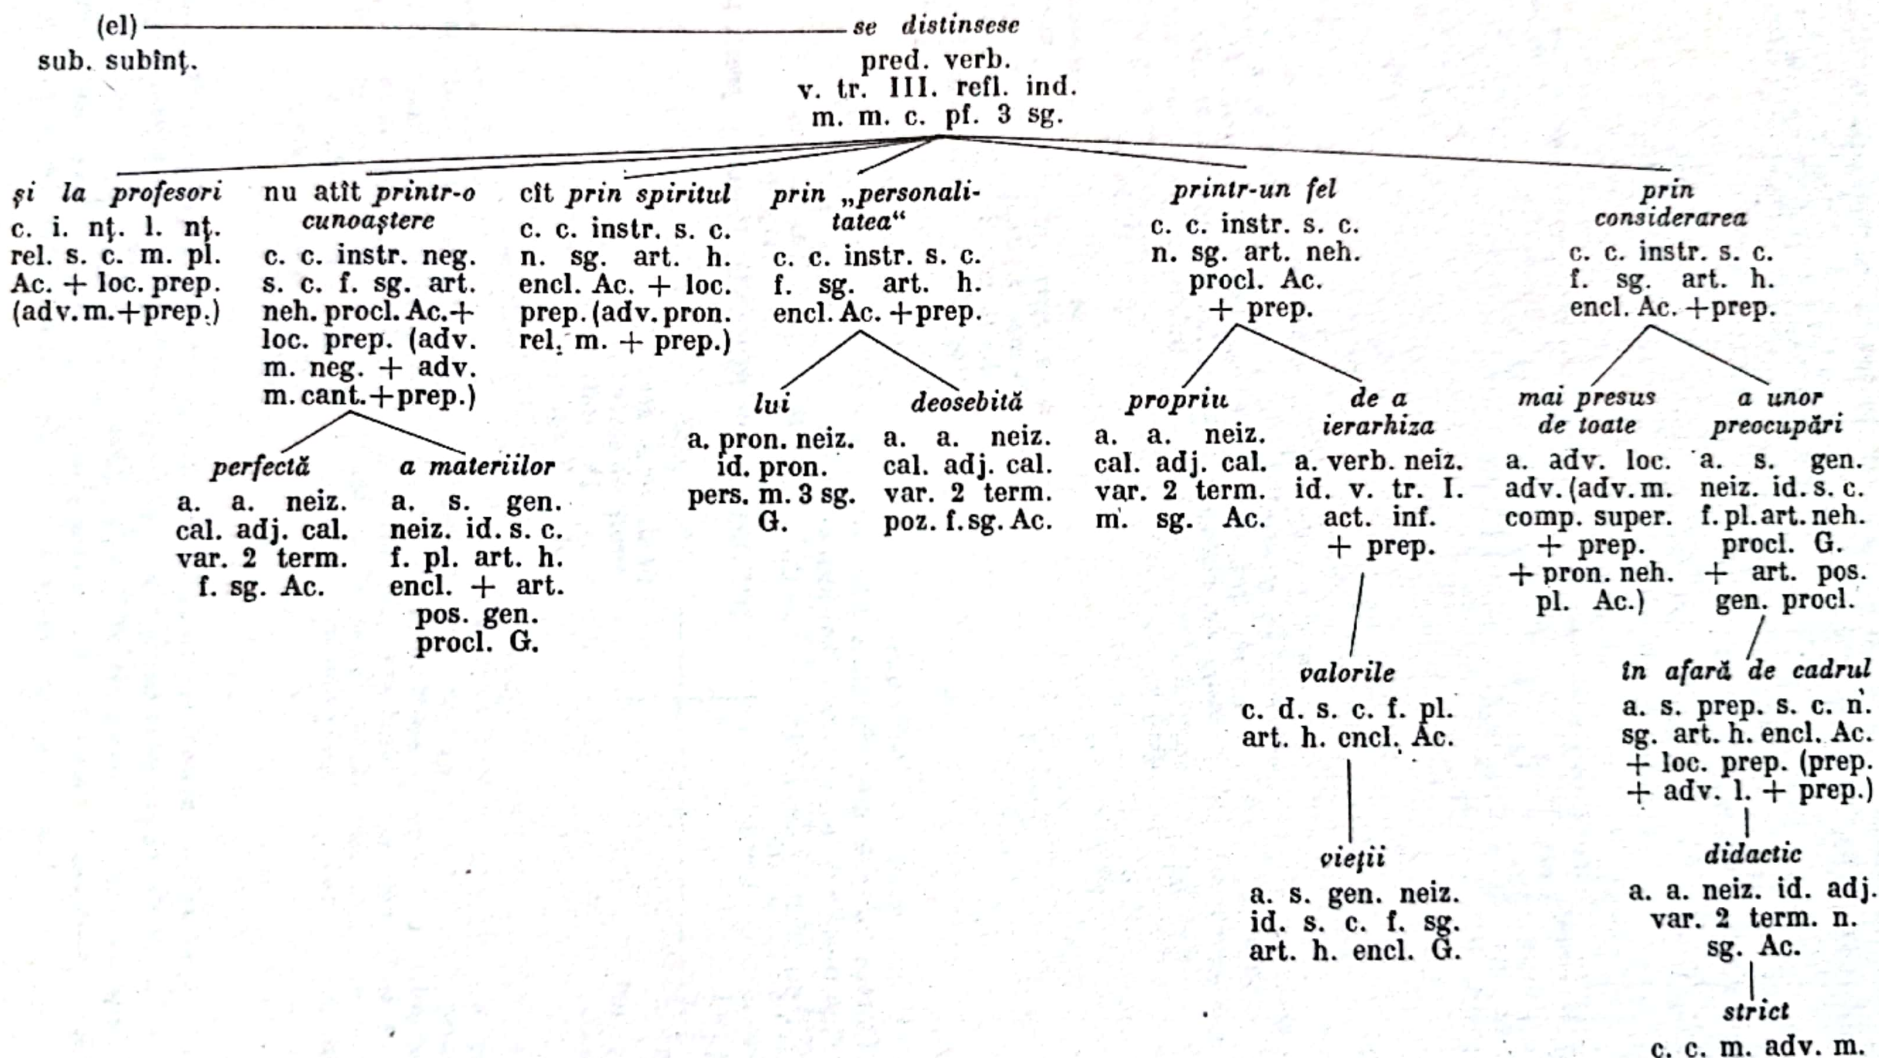 (el) se distinsese
sub. subînţ.
pred. verb.
v. tr. III. refl. ind.
m. m. c. pf. 3 sg.
şi la profesori
c. i. nţ. l. nţ.
rel. s. c. m. pl.
Ac. + loc. prep.
(adv. m.+prep.)
nu atît printr-o
cunoaştere
c. c. instr. neg.
s. c. f. sg. art.
neh. procl. Ac.+
loc. prep. (adv.
m. neg. + adv.
m. cant.+prep.)
cît prin spiritul
c. c. instr. s. c.
n. sg. art. h.
encl. Ac. + loc.
prep. (adv. pron.
rel. m. + prep.)
prin „personali-
tatea“
c. c. instr. s. c.
f. sg. art. h.
encl. Ac. +prep.
printr-un fel
c. c. instr. s. c.
n. sg. art. neh.
procl. Ac.
+ prep.
prin
considerarea
c. c. instr. s. c.
f. sg. art. h.
encl. Ac. +prep.
perfectă
a. a. neiz.
cal. adj. cal.
var. 2 term.
f. sg. Ac.
a materiilor
a. s. gen.
neiz. id. s. c.
f. pl. art. h.
encl. + art.
pos. gen.
procl. G.
lui
a. pron. neiz.
id. pron.
pers. m. 3 sg.
G.
deosebită
a. a. neiz.
cal. adj. cal.
var. 2 term.
poz. f. sg. Ac.
propriu
a. a. neiz.
cal. adj. cal.
var. 2 term.
m. sg. Ac.
de a
ierarhiza
a. verb. neiz.
id. v. tr. I.
act. inf.
+ prep.
mai presus
de toate
a. adv. loc.
adv. (adv. m.
comp. super.
+ prep.
+ pron. neh.
pl. Ac.)
a unor
preocupări
a. s. gen.
neiz. id. s. c.
f. pl. art. neh.
procl. G.
+ art. pos.
gen. procl.
valorile
c. d. s. c. f. pl.
art. h. encl. Ac.
vieţii
a. s. gen. neiz.
id. s. c. f. sg.
art. h. encl. G.
în afară de cadrul
a. s. prep. s. c. n.
sg. art. h. encl. Ac.
+ loc. prep. (prep.
+ adv. l. + prep.)
didactic
a. a. neiz. id. adj.
var. 2 term. n.
sg. Ac.
strict
c. c. m. adv. m.